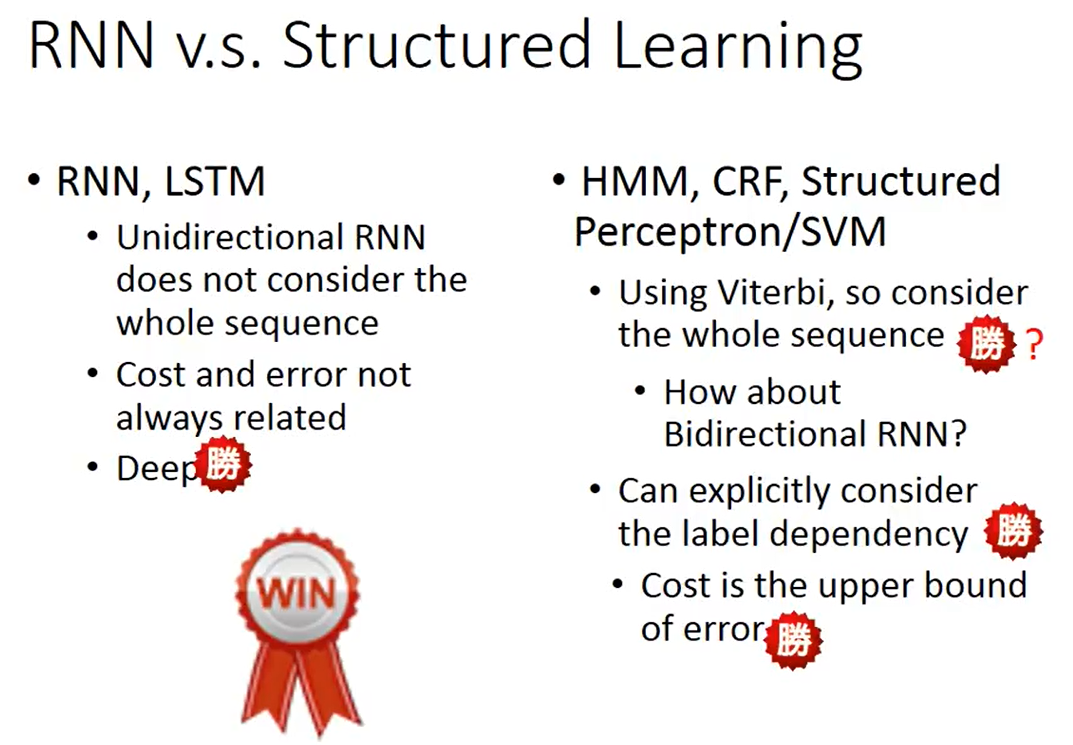 RNN v.s. Structured Learning
• RNN, LSTM
• Unidirectional RNN
does not consider the
whole sequence
• Cost and error not
always related
• Deep 勝
WIN
• HMM, CRF, Structured
Perceptron/SVM
• Using Viterbi, so consider
the whole sequence 勝 ?
• How about
Bidirectional RNN?
• Can explicitly consider
the label dependency 勝
• Cost is the upper bound
of error 勝